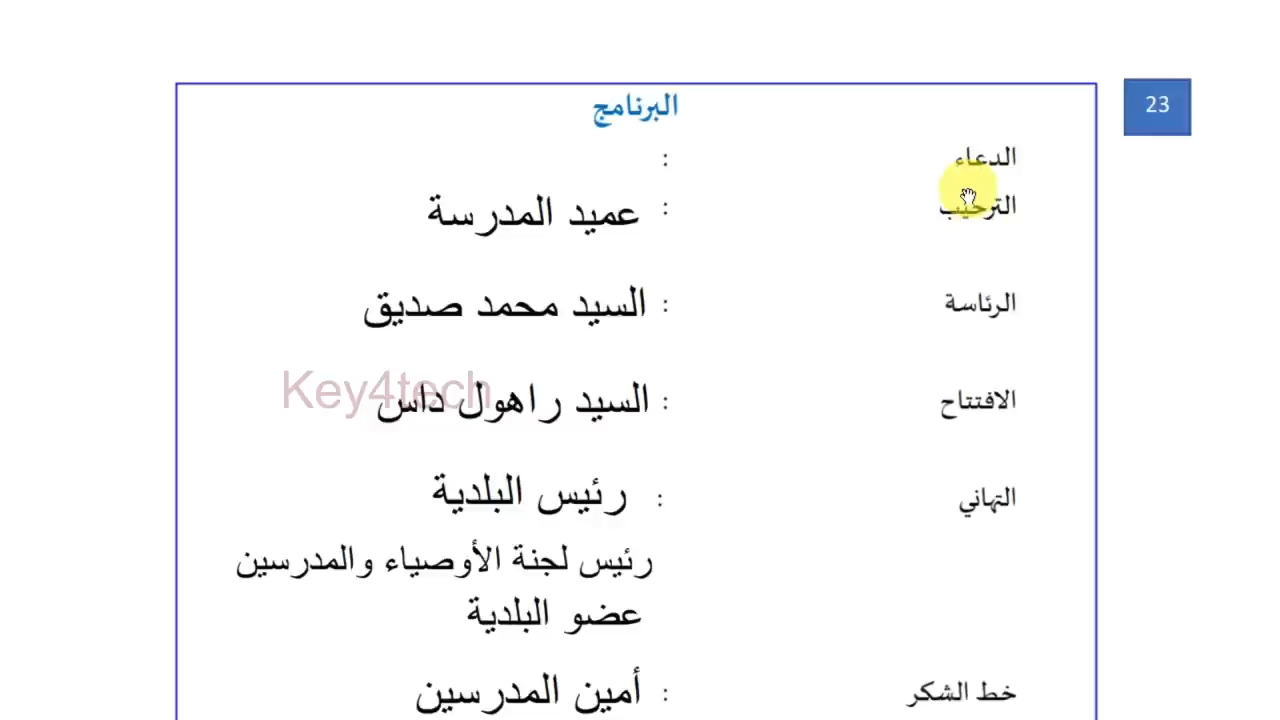 23
البرنامج
الدعاء :
الترحيب : عميد المدرسة
الرئاسة : السيد محمد صديق
الافتتاح : السيد راهول داس
Key4tech
التهاني : رئيس البلدية
رئيس لجنة الأوصياء والمدرسين
عضو البلدية
خط الشكر : أمين المدرسين